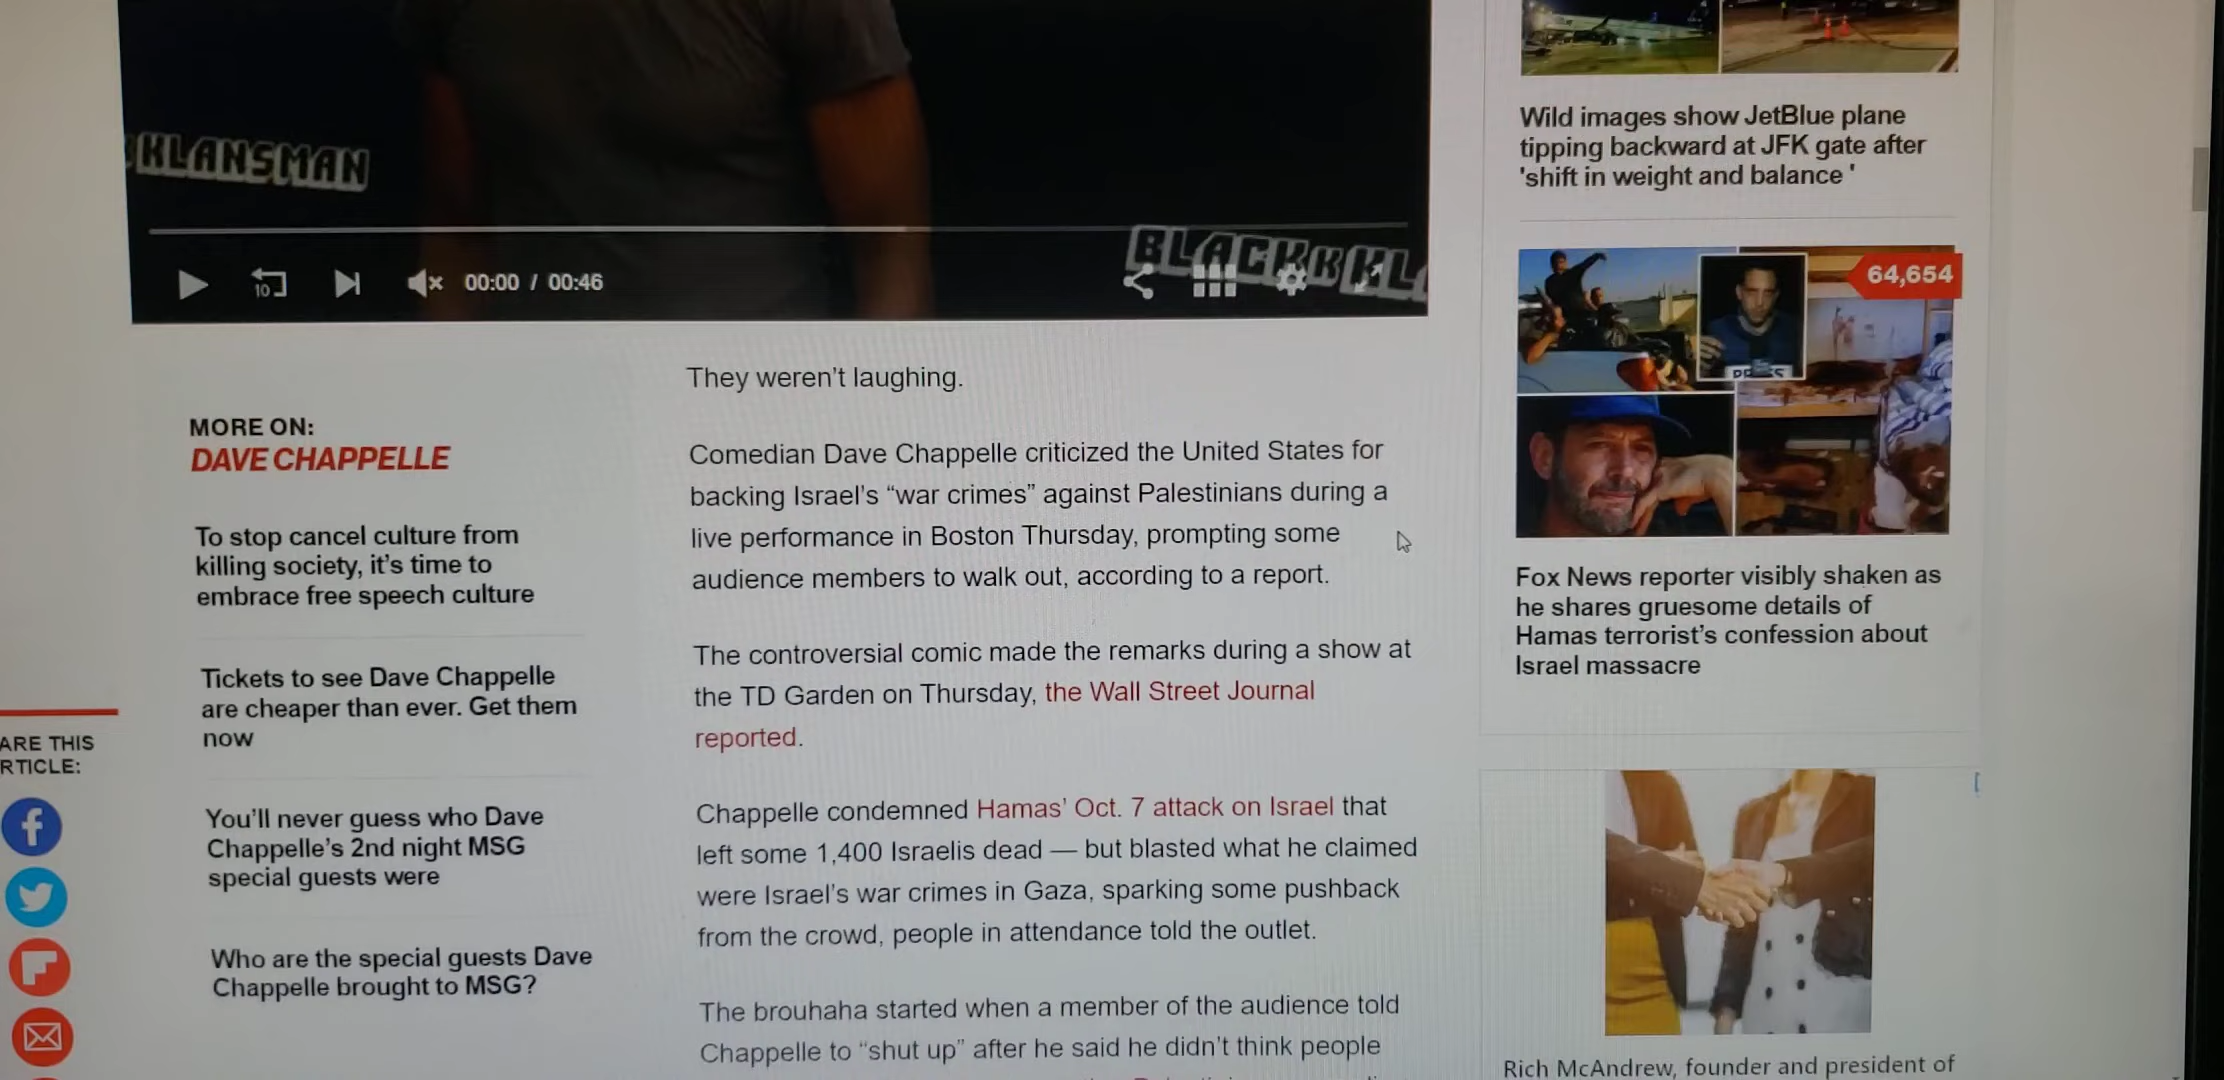 KLANSMAN
BLACKKKL
10
00:00 / 00:46
They weren't laughing.
MORE ON:
DAVE CHAPPELLE
To stop cancel culture from
killing society, it's time to
embrace free speech culture
Tickets to see Dave Chappelle
are cheaper than ever. Get them
now
You'll never guess who Dave
Chappelle's 2nd night MSG
special guests were
Who are the special guests Dave
Chappelle brought to MSG?
ARE THIS
RTICLE:
Comedian Dave Chappelle criticized the United States for
backing Israel's “war crimes” against Palestinians during a
live performance in Boston Thursday, prompting some
audience members to walk out, according to a report.
The controversial comic made the remarks during a show at
the TD Garden on Thursday, the Wall Street Journal
reported.
Chappelle condemned Hamas' Oct. 7 attack on Israel that
left some 1,400 Israelis dead — but blasted what he claimed
were Israel's war crimes in Gaza, sparking some pushback
from the crowd, people in attendance told the outlet.
The brouhaha started when a member of the audience told
Chappelle to “shut up” after he said he didn't think people
Wild images show JetBlue plane
tipping backward at JFK gate after
'shift in weight and balance '
64,654
PRESS
Fox News reporter visibly shaken as
he shares gruesome details of
Hamas terrorist's confession about
Israel massacre
Rich McAndrew, founder and president of